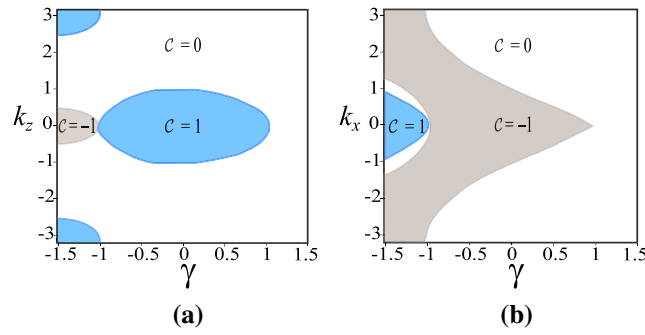 3
2
1
0
-1
-2
-3
k_z
C = 0
C = -1
C = 1
-1.5 -1 -0.5 0 0.5 1 1.5
γ
(a)
3
2
1
0
-1
-2
-3
k_x
C = 0
C = 1
C = -1
-1.5 -1 -0.5 0 0.5 1 1.5
γ
(b)